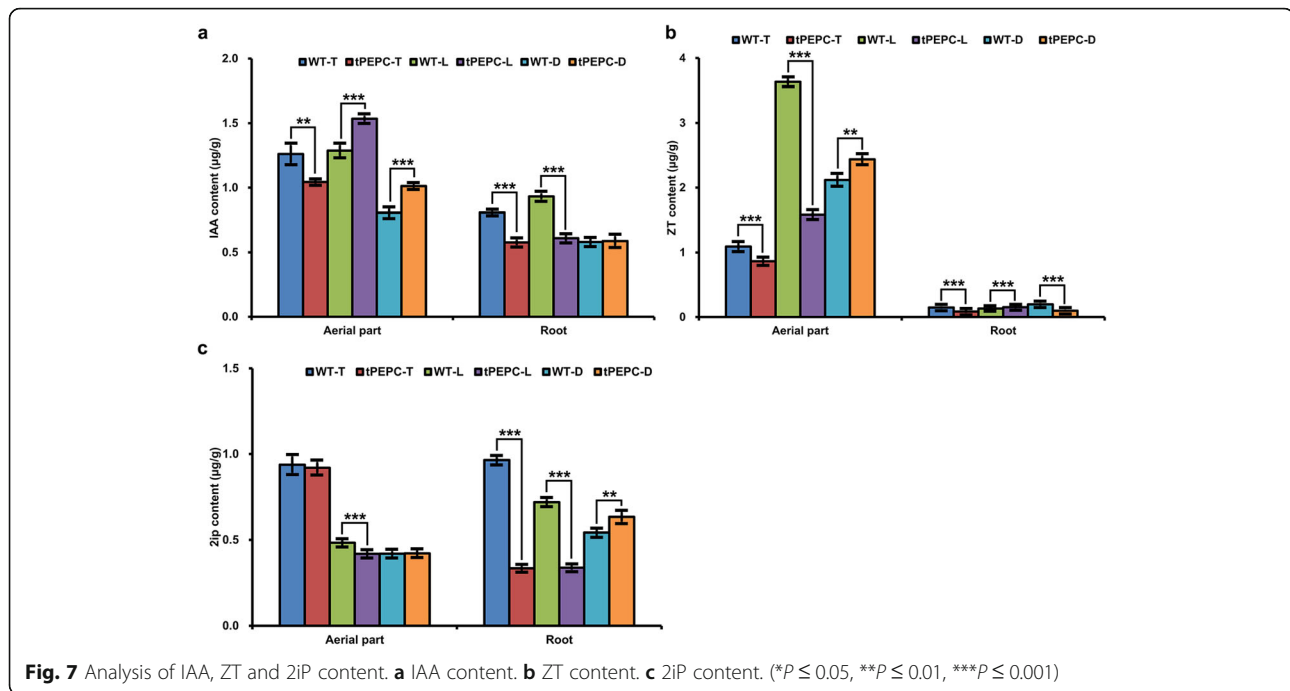 a
WT-T tPEPC-T WT-L tPEPC-L WT-D tPEPC-D
IAA content (µg/g)
2.0
1.5
1.0
0.5
0.0
** *** *** *** ***
Aerial part Root
b
WT-T tPEPC-T WT-L tPEPC-L WT-D tPEPC-D
ZT content (µg/g)
4
3
2
1
0
*** *** ** *** *** ***
Aerial part Root
c
WT-T tPEPC-T WT-L tPEPC-L WT-D tPEPC-D
2ip content (µg/g)
1.5
1.0
0.5
0.0
*** *** *** **
Aerial part Root
Fig. 7 Analysis of IAA, ZT and 2iP content. a IAA content. b ZT content. c 2iP content. (*P ≤ 0.05, **P ≤ 0.01, ***P ≤ 0.001)